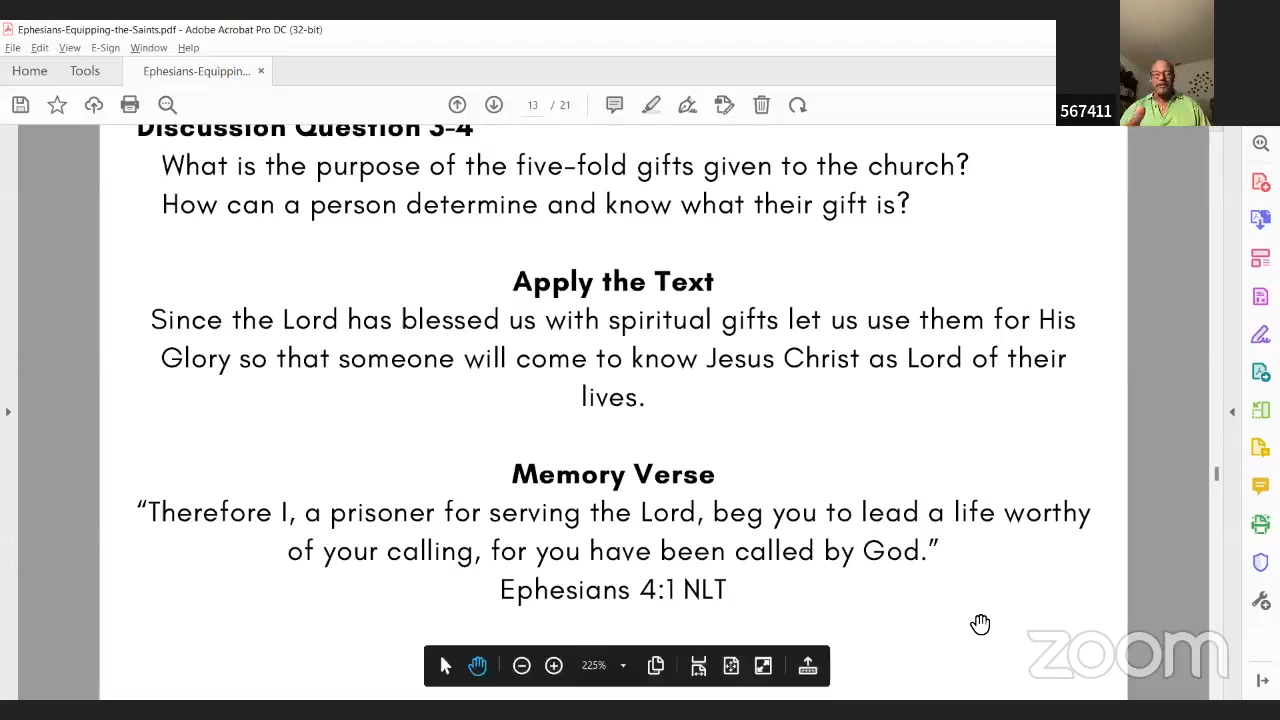 Ephesians-Equipping-the-Saints.pdf - Adobe Acrobat Pro DC (32-bit)
File Edit View E-Sign Window Help
Home Tools Ephesians-Equippin... ×
13 / 21
567411
Discussion Question 3-4
What is the purpose of the five-fold gifts given to the church?
How can a person determine and know what their gift is?
Apply the Text
Since the Lord has blessed us with spiritual gifts let us use them for His
Glory so that someone will come to know Jesus Christ as Lord of their
lives.
Memory Verse
“Therefore I, a prisoner for serving the Lord, beg you to lead a life worthy
of your calling, for you have been called by God.”
Ephesians 4:1 NLT
225%
zoom